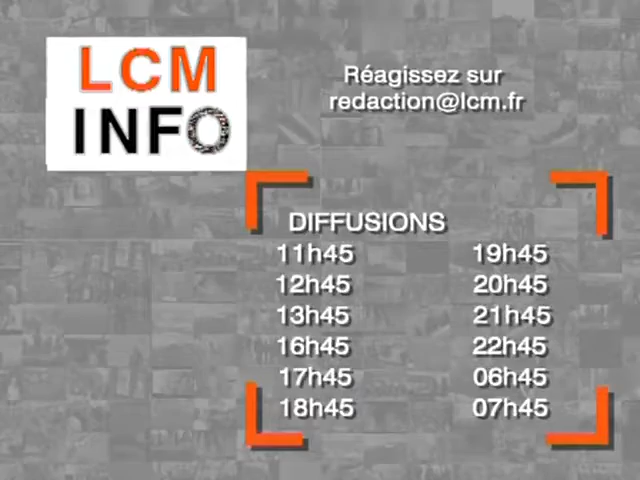 LCM
INFO
Réagissez sur
redaction@lcm.fr
DIFFUSIONS
11h45 19h45
12h45 20h45
13h45 21h45
16h45 22h45
17h45 06h45
18h45 07h45